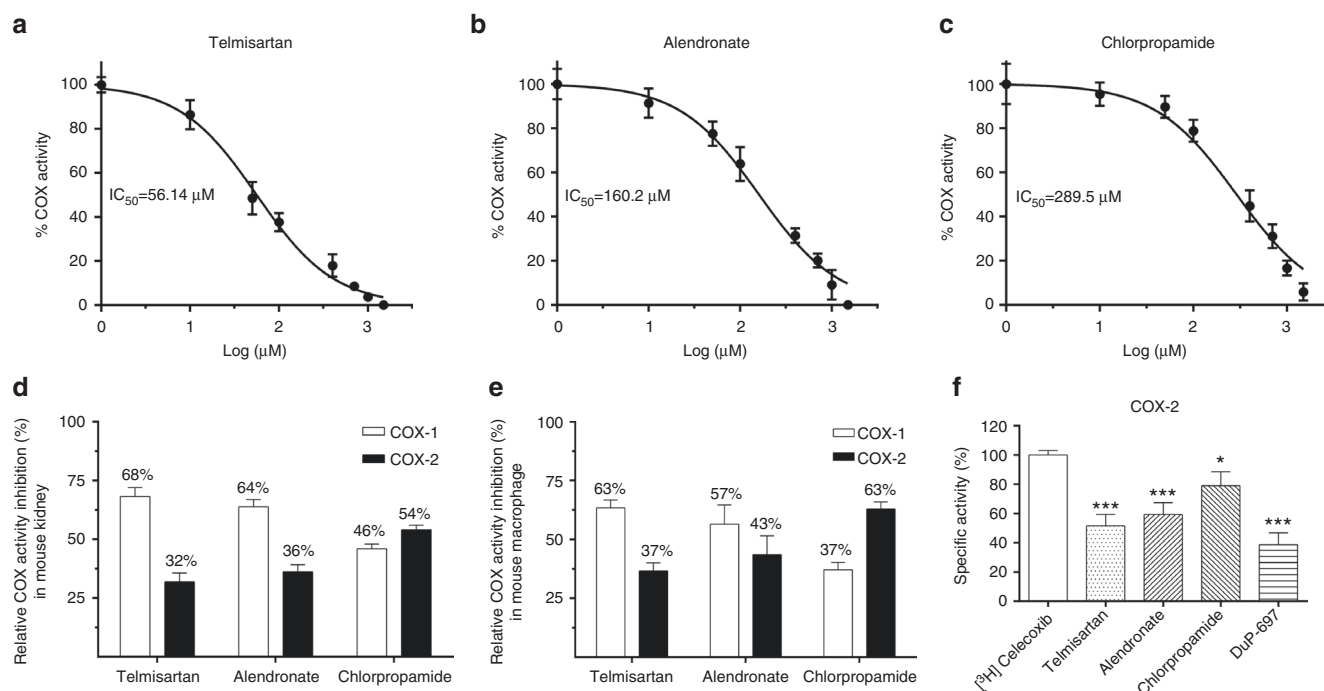 a
Telmisartan
% COX activity
100
80
60
40
20
0
IC50=56.14 μM
0 1 2 3
Log (μM)
b
Alendronate
% COX activity
100
80
60
40
20
0
IC50=160.2 μM
0 1 2 3
Log (μM)
c
Chlorpropamide
% COX activity
100
80
60
40
20
0
IC50=289.5 μM
0 1 2 3
Log (μM)
d
Relative COX activity inhibition (%)
in mouse kidney
100
75
50
25
COX-1
COX-2
68%
32%
64%
36%
46%
54%
Telmisartan Alendronate Chlorpropamide
e
Relative COX activity inhibition (%)
in mouse macrophage
100
75
50
25
COX-1
COX-2
63%
37%
57%
43%
37%
63%
Telmisartan Alendronate Chlorpropamide
f
COX-2
Specific activity (%)
120
100
80
60
40
20
0
***
***
*
***
[3H] Celecoxib
Telmisartan
Alendronate
Chlorpropamide
DuP-697